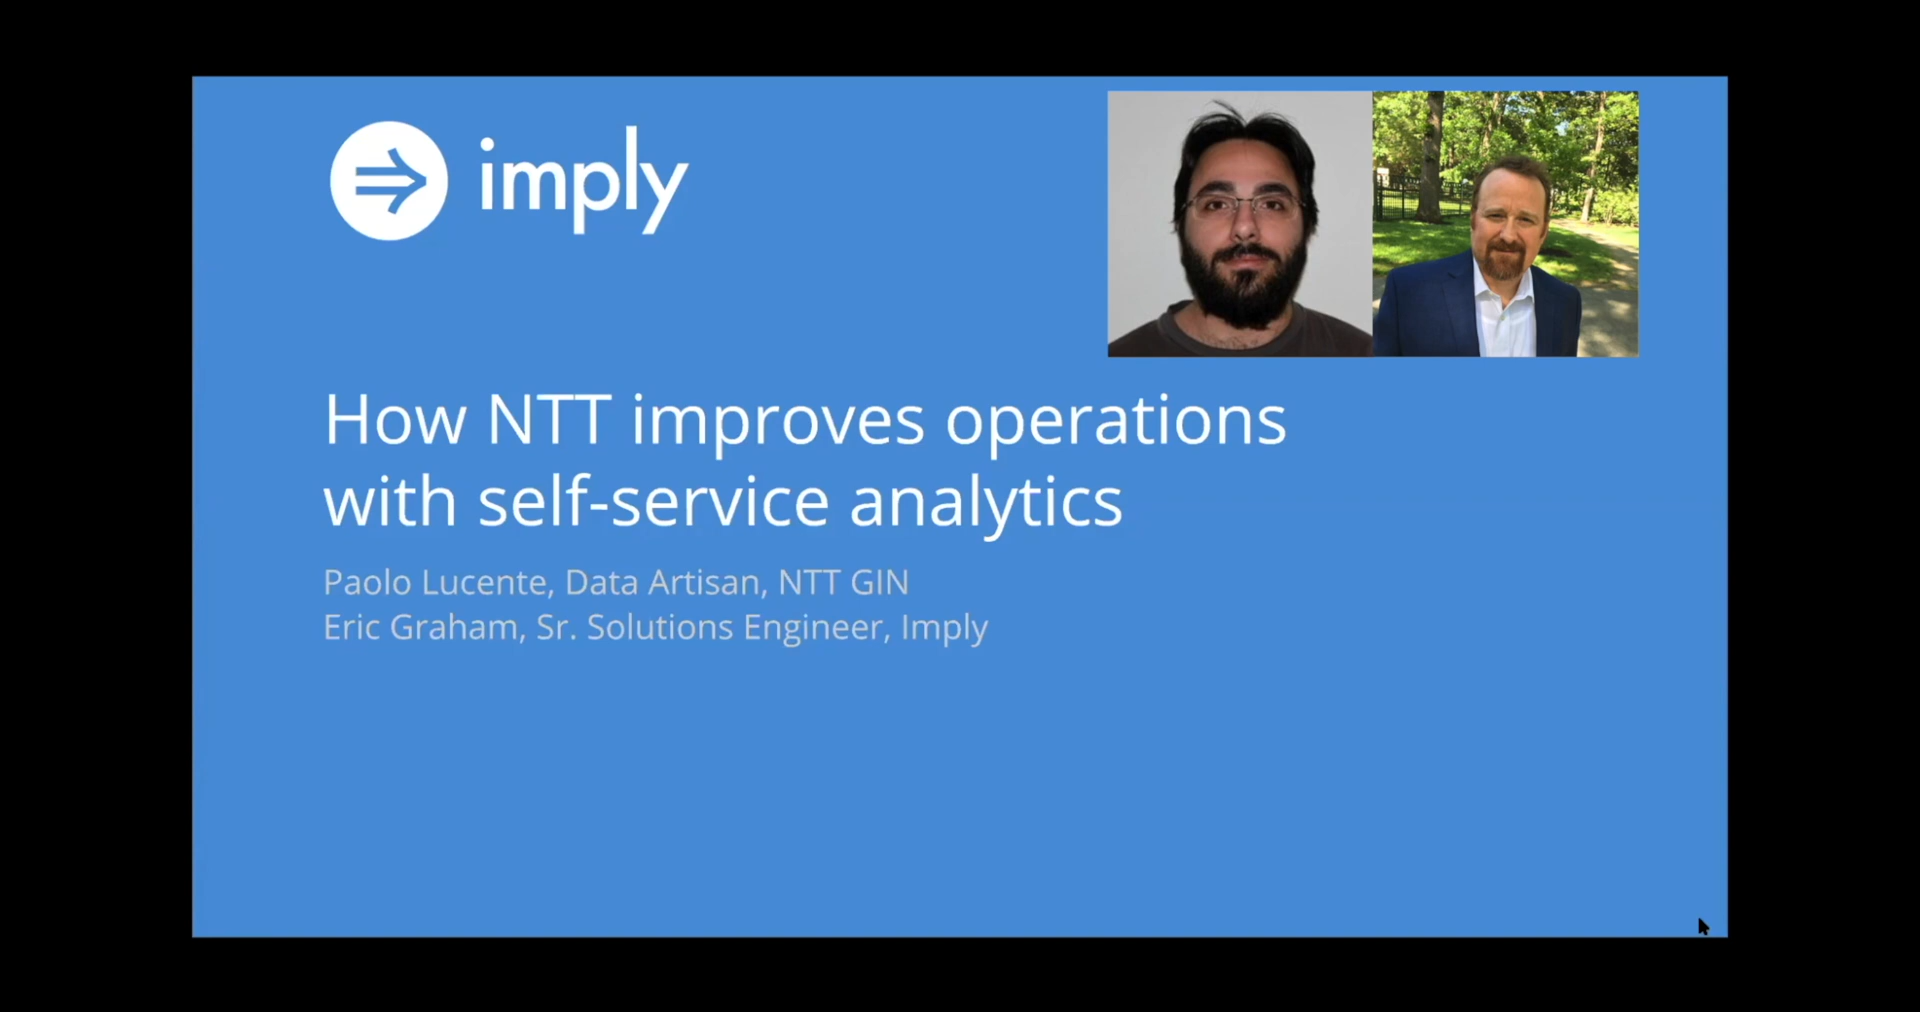 imply
How NTT improves operations
with self-service analytics
Paolo Lucente, Data Artisan, NTT GIN
Eric Graham, Sr. Solutions Engineer, Imply